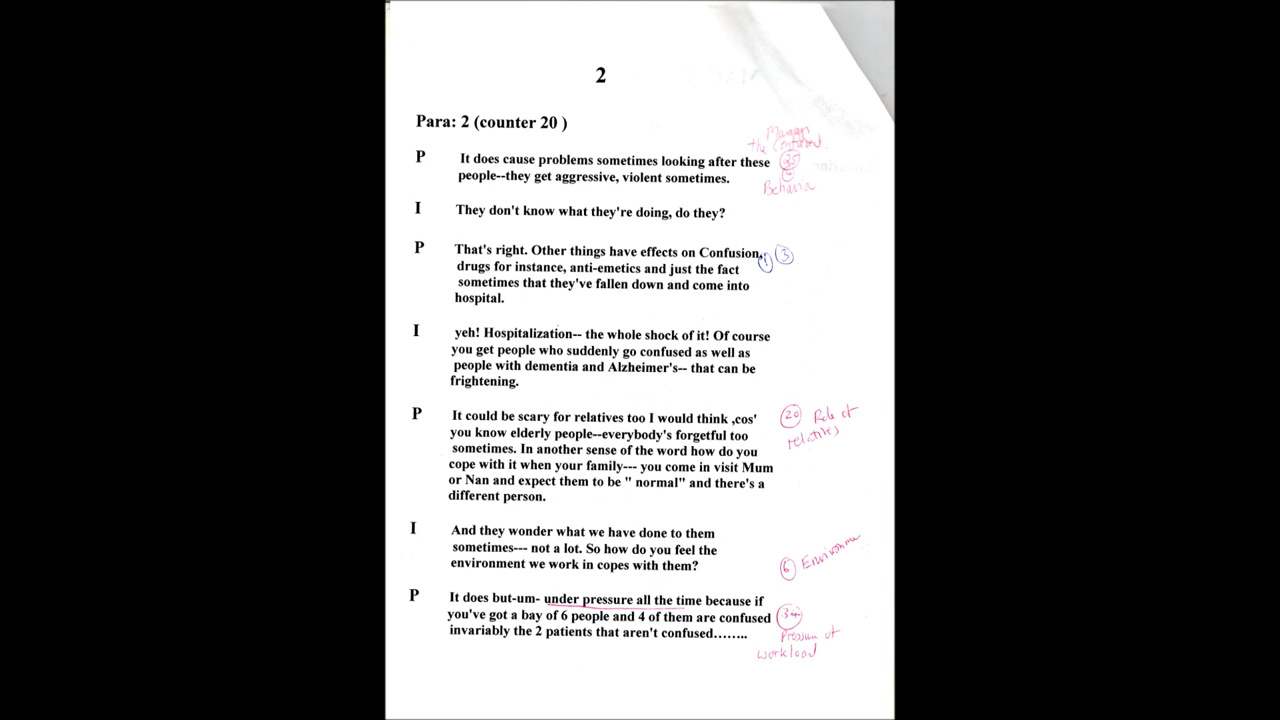 2
Para: 2 (counter 20 )
P It does cause problems sometimes looking after these
people--they get aggressive, violent sometimes.
the Confused
Behavia
I They don't know what they're doing, do they?
P That's right. Other things have effects on Confusion,
drugs for instance, anti-emetics and just the fact
sometimes that they've fallen down and come into
hospital.
1 3
I yeh! Hospitalization-- the whole shock of it! Of course
you get people who suddenly go confused as well as
people with dementia and Alzheimer's-- that can be
frightening.
P It could be scary for relatives too I would think ,cos'
you know elderly people--everybody's forgetful too
sometimes. In another sense of the word how do you
cope with it when your family--- you come in visit Mum
or Nan and expect them to be " normal" and there's a
different person.
20 Role of
relatives
I And they wonder what we have done to them
sometimes--- not a lot. So how do you feel the
environment we work in copes with them?
6 Environme
P It does but-um- under pressure all the time because if
you've got a bay of 6 people and 4 of them are confused
invariably the 2 patients that aren't confused……..
Pressure of
workload